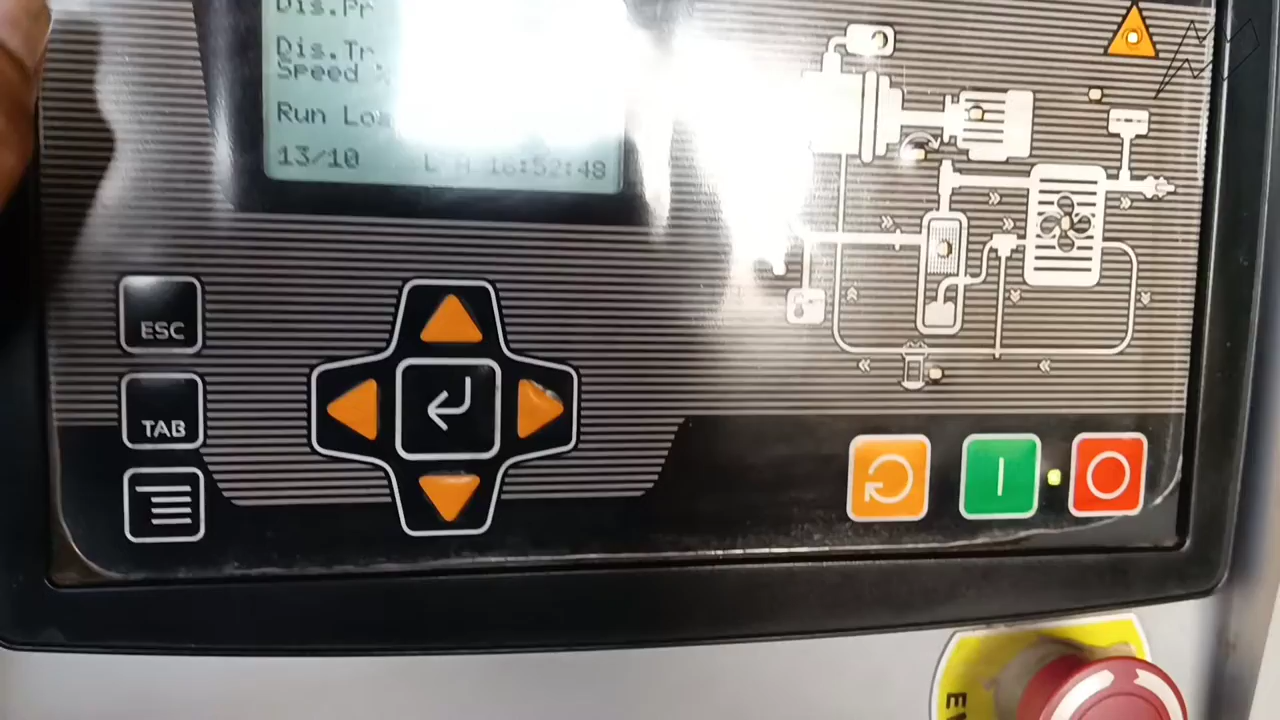 Dis.Pr
Dis.Tr
Speed %
Run Loa
13/10
16:52:48
ESC
TAB